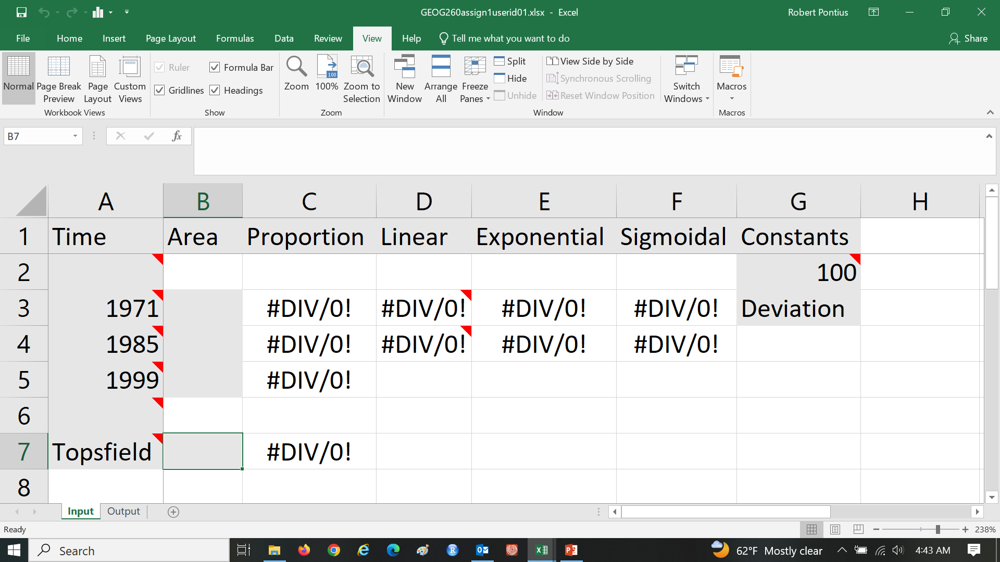 GEOG260assign1userid01.xlsx - Excel
Robert Pontius
File Home Insert Page Layout Formulas Data Review View Help Tell me what you want to do Share
Normal
Page Break Preview
Page Layout
Custom Views
Workbook Views
Ruler
Formula Bar
Gridlines
Headings
Show
Zoom
100
100%
Zoom to Selection
Zoom
New Window
Arrange All
Freeze Panes
Split
Hide
Unhide
View Side by Side
Synchronous Scrolling
Reset Window Position
Switch Windows
Window
Macros
Macros
B7
fx
A B C D E F G H
1 Time Area Proportion Linear Exponential Sigmoidal Constants
2 100
3 1971 #DIV/0! #DIV/0! #DIV/0! #DIV/0! Deviation
4 1985 #DIV/0! #DIV/0! #DIV/0! #DIV/0!
5 1999 #DIV/0!
6
7 Topsfield #DIV/0!
8
Input Output
Ready
238%
Search
62°F Mostly clear
4:43 AM